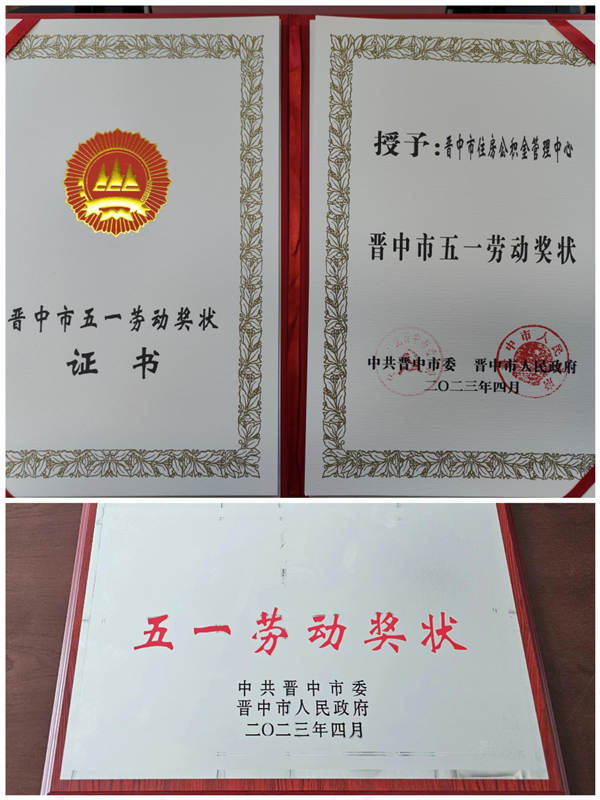 晋中市五一劳动奖状
证书
授予:晋中市住房公积金管理中心
晋中市五一劳动奖状
中共晋中市委 晋中市人民政府
二〇二三年四月
五一劳动奖状
中共晋中市委
晋中市人民政府
二〇二三年四月